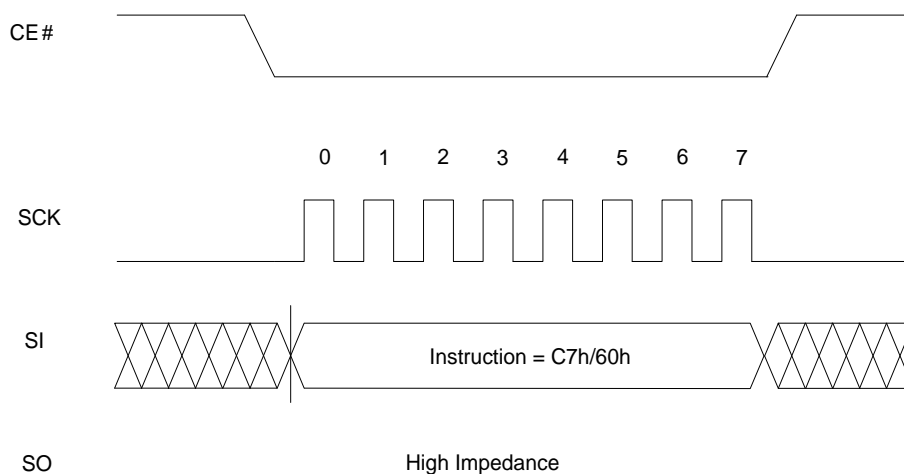 CE#
0 1 2 3 4 5 6 7
SCK
SI
Instruction = C7h/60h
SO
High Impedance